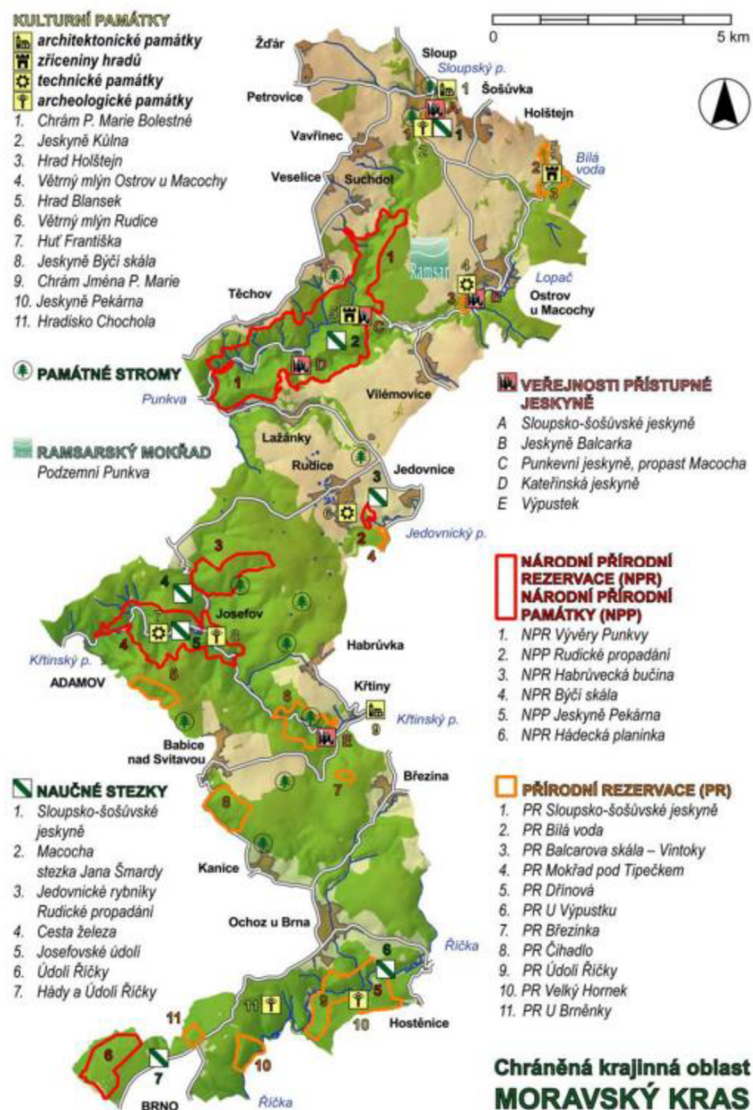 KULTURNÍ PAMÁTKY
architektonické památky
zříceniny hradů
technické památky
archeologické památky
1. Chrám P. Marie Bolestné
2. Jeskyně Kůlna
3. Hrad Holštejn
4. Větrný mlýn Ostrov u Macochy
5. Hrad Blansek
6. Větrný mlýn Rudice
7. Huť Františka
8. Jeskyně Býčí skála
9. Chrám Jména P. Marie
10. Jeskyně Pekárna
11. Hradisko Chochola
PAMÁTNÉ STROMY
RAMSARSKÝ MOKŘAD
Podzemní Punkva
NAUČNÉ STEZKY
1. Sloupsko-šošůvské
jeskyně
2. Macocha
stezka Jana Šmardy
3. Jedovnické rybníky
Rudické propadání
4. Cesta železa
5. Josefovské údolí
6. Údolí Říčky
7. Hády a Údolí Říčky
0 5 km
Žďár
Sloup
Sloupský p.
Petrovice
Šošůvka
Holštejn
Vavřinec
Bílá
voda
Veselice
Suchdol
Ramsar
Lopač
Těchov
Ostrov
u Macochy
Punkva
Vilémovice
Lažánky
Rudice
Jedovnice
Jedovnický p.
Josefov
Křtinský p.
ADAMOV
Habrůvka
Křtiny
Křtinský p.
Babice
nad Svitavou
Březina
Kanice
Ochoz u Brna
Říčka
Hostěnice
BRNO
Říčka
VEŘEJNOSTI PŘÍSTUPNÉ
JESKYNĚ
A Sloupsko-šošůvské jeskyně
B Jeskyně Balcarka
C Punkevní jeskyně, propast Macocha
D Kateřinská jeskyně
E Výpustek
NÁRODNÍ PŘÍRODNÍ
REZERVACE (NPR)
NÁRODNÍ PŘÍRODNÍ
PAMÁTKY (NPP)
1. NPR Vývěry Punkvy
2. NPP Rudické propadání
3. NPR Habrůvecká bučina
4. NPR Býčí skála
5. NPP Jeskyně Pekárna
6. NPR Hádecká planinka
PŘÍRODNÍ REZERVACE (PR)
1. PR Sloupsko-šošůvské jeskyně
2. PR Bílá voda
3. PR Balcarova skála – Vintoky
4. PR Mokřad pod Tipečkem
5. PR Dřínová
6. PR U Výpustku
7. PR Březinka
8. PR Čihadlo
9. PR Údolí Říčky
10. PR Velký Hornek
11. PR U Brněnky
Chráněná krajinná oblast
MORAVSKÝ KRAS